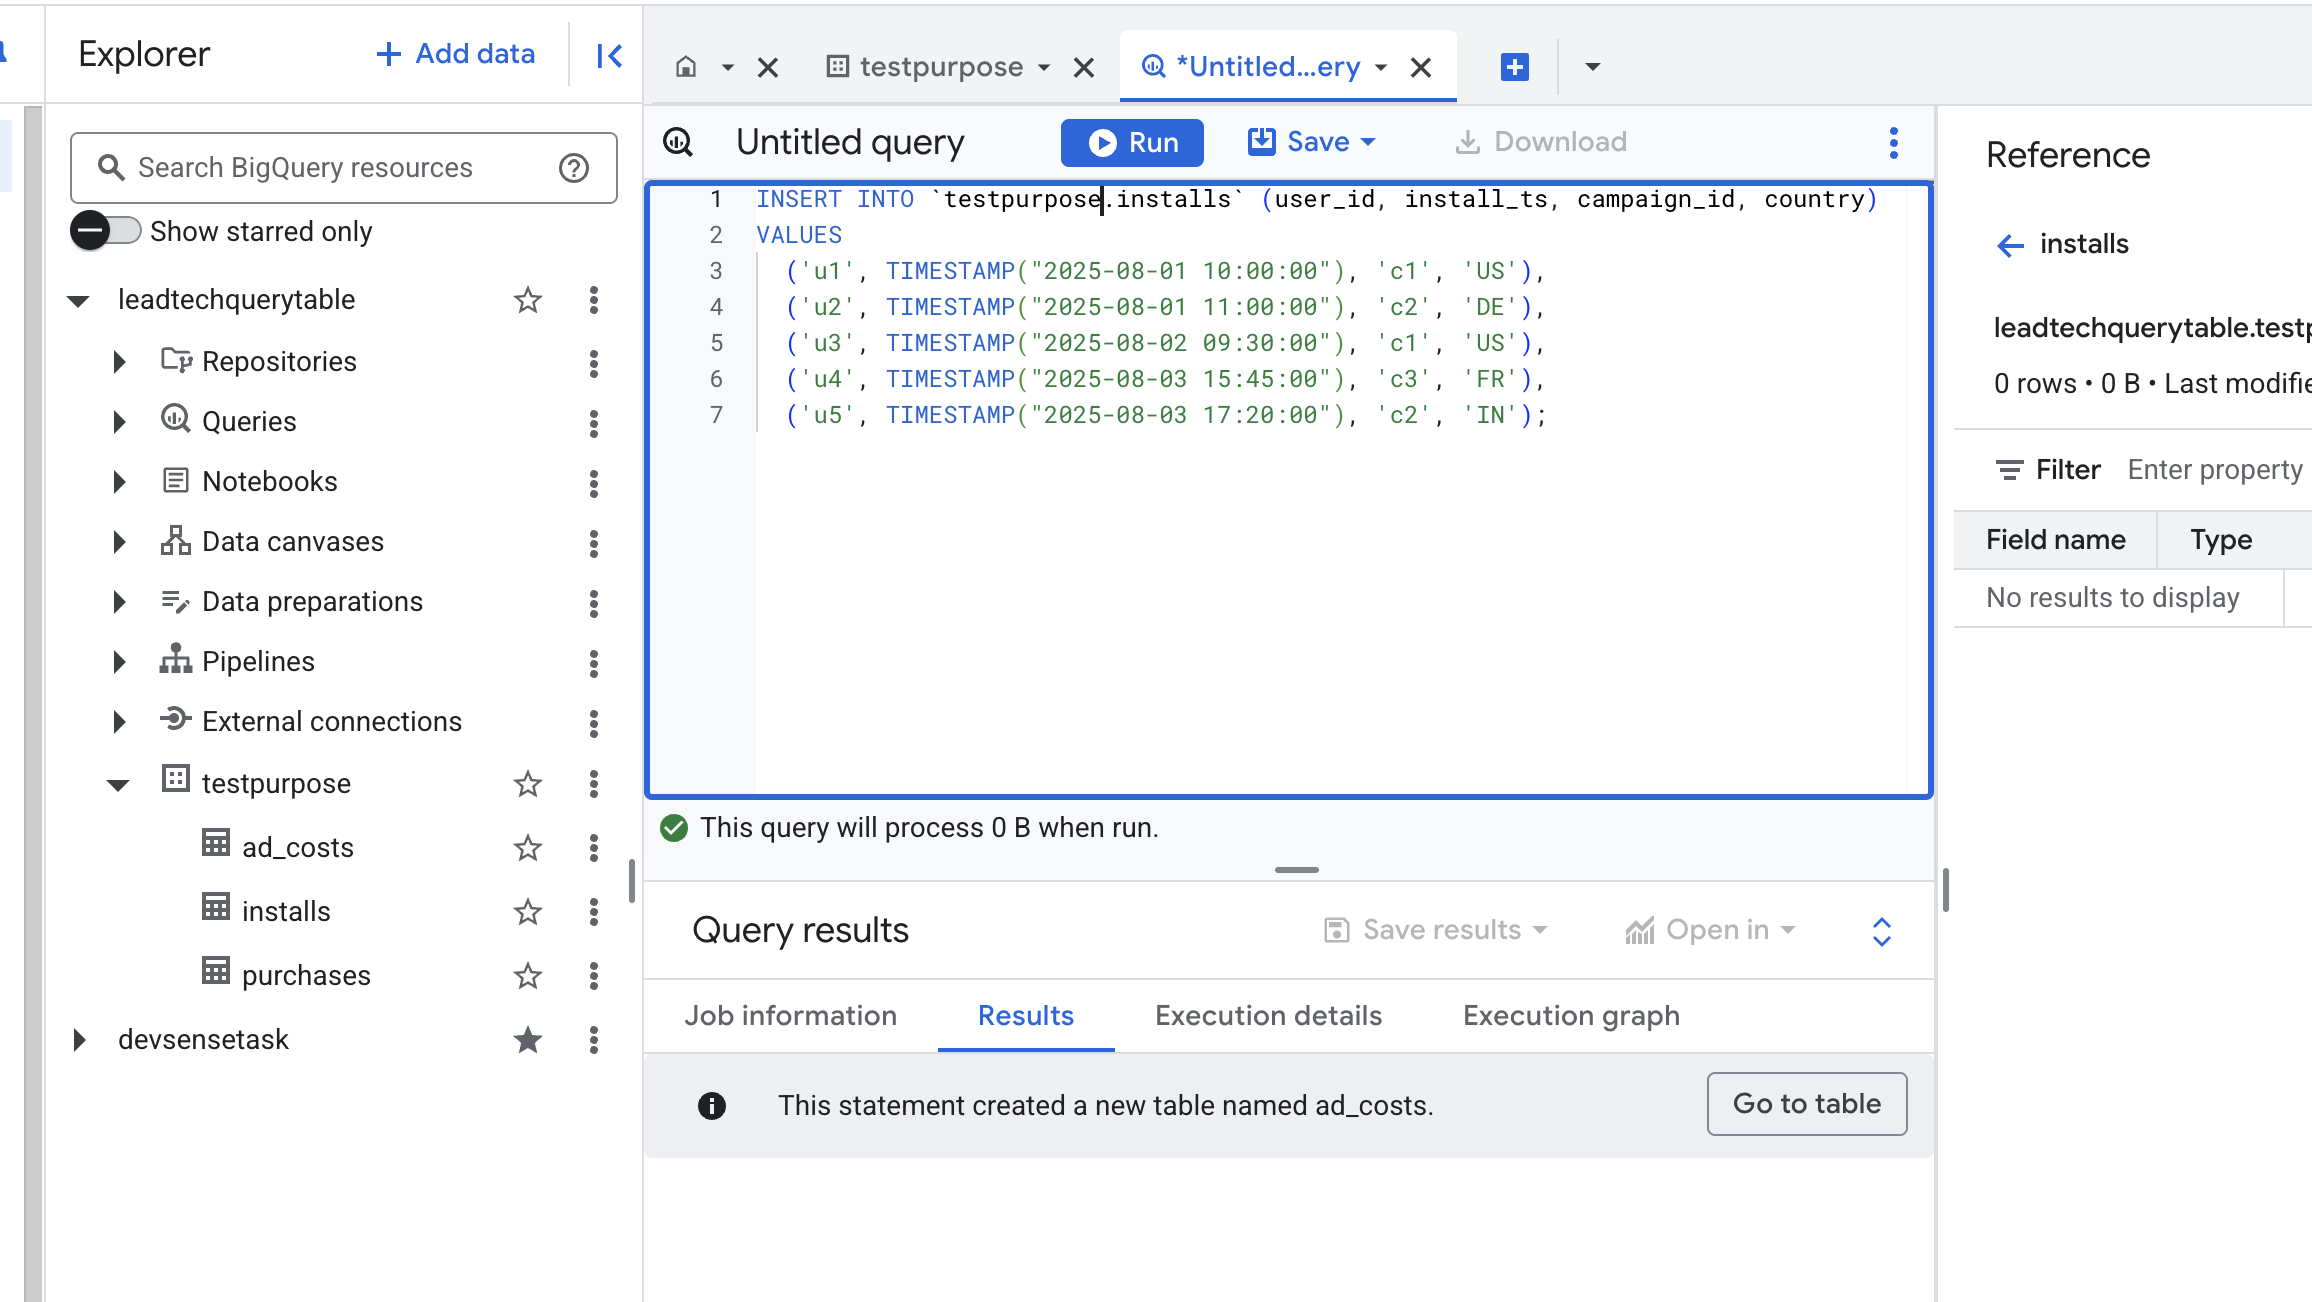 Explorer
+ Add data
Search BigQuery resources
Show starred only
leadtechquerytable
Repositories
Queries
Notebooks
Data canvases
Data preparations
Pipelines
External connections
testpurpose
ad_costs
installs
purchases
devsensetask
testpurpose
*Untitled...ery
Untitled query
Run
Save
Download
1 INSERT INTO `testpurpose.installs` (user_id, install_ts, campaign_id, country)
2 VALUES
3 ('u1', TIMESTAMP("2025-08-01 10:00:00"), 'c1', 'US'),
4 ('u2', TIMESTAMP("2025-08-01 11:00:00"), 'c2', 'DE'),
5 ('u3', TIMESTAMP("2025-08-02 09:30:00"), 'c1', 'US'),
6 ('u4', TIMESTAMP("2025-08-03 15:45:00"), 'c3', 'FR'),
7 ('u5', TIMESTAMP("2025-08-03 17:20:00"), 'c2', 'IN');
This query will process 0 B when run.
Query results
Save results
Open in
Job information
Results
Execution details
Execution graph
This statement created a new table named ad_costs.
Go to table
Reference
installs
leadtechquerytable.testp
0 rows • 0 B • Last modifie
Filter
Enter property
Field name
Type
No results to display